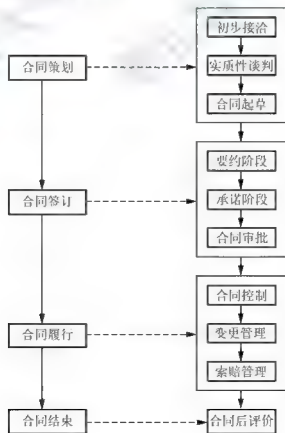 初步接洽
合同策划
实质性谈判
合同起草
要约阶段
合同签订
承诺阶段
合同审批
合同控制
合同履行
变更管理
索赔管理
合同结束
合同后评价